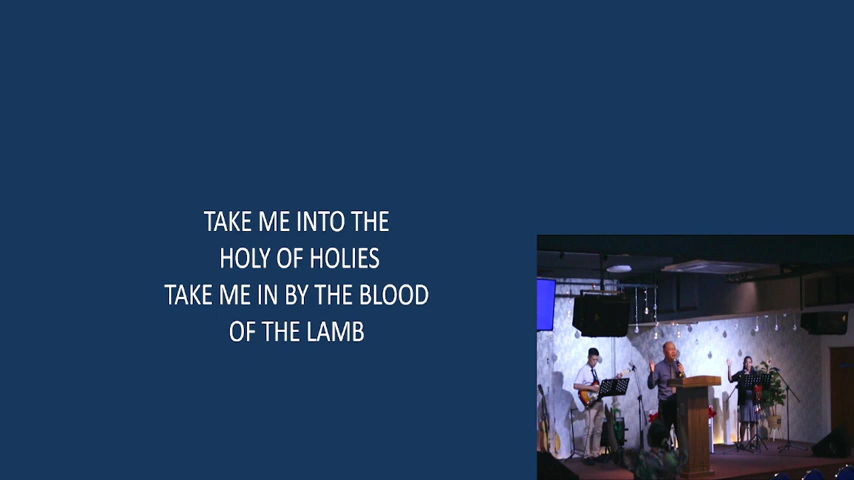 TAKE ME INTO THE
HOLY OF HOLIES
TAKE ME IN BY THE BLOOD
OF THE LAMB